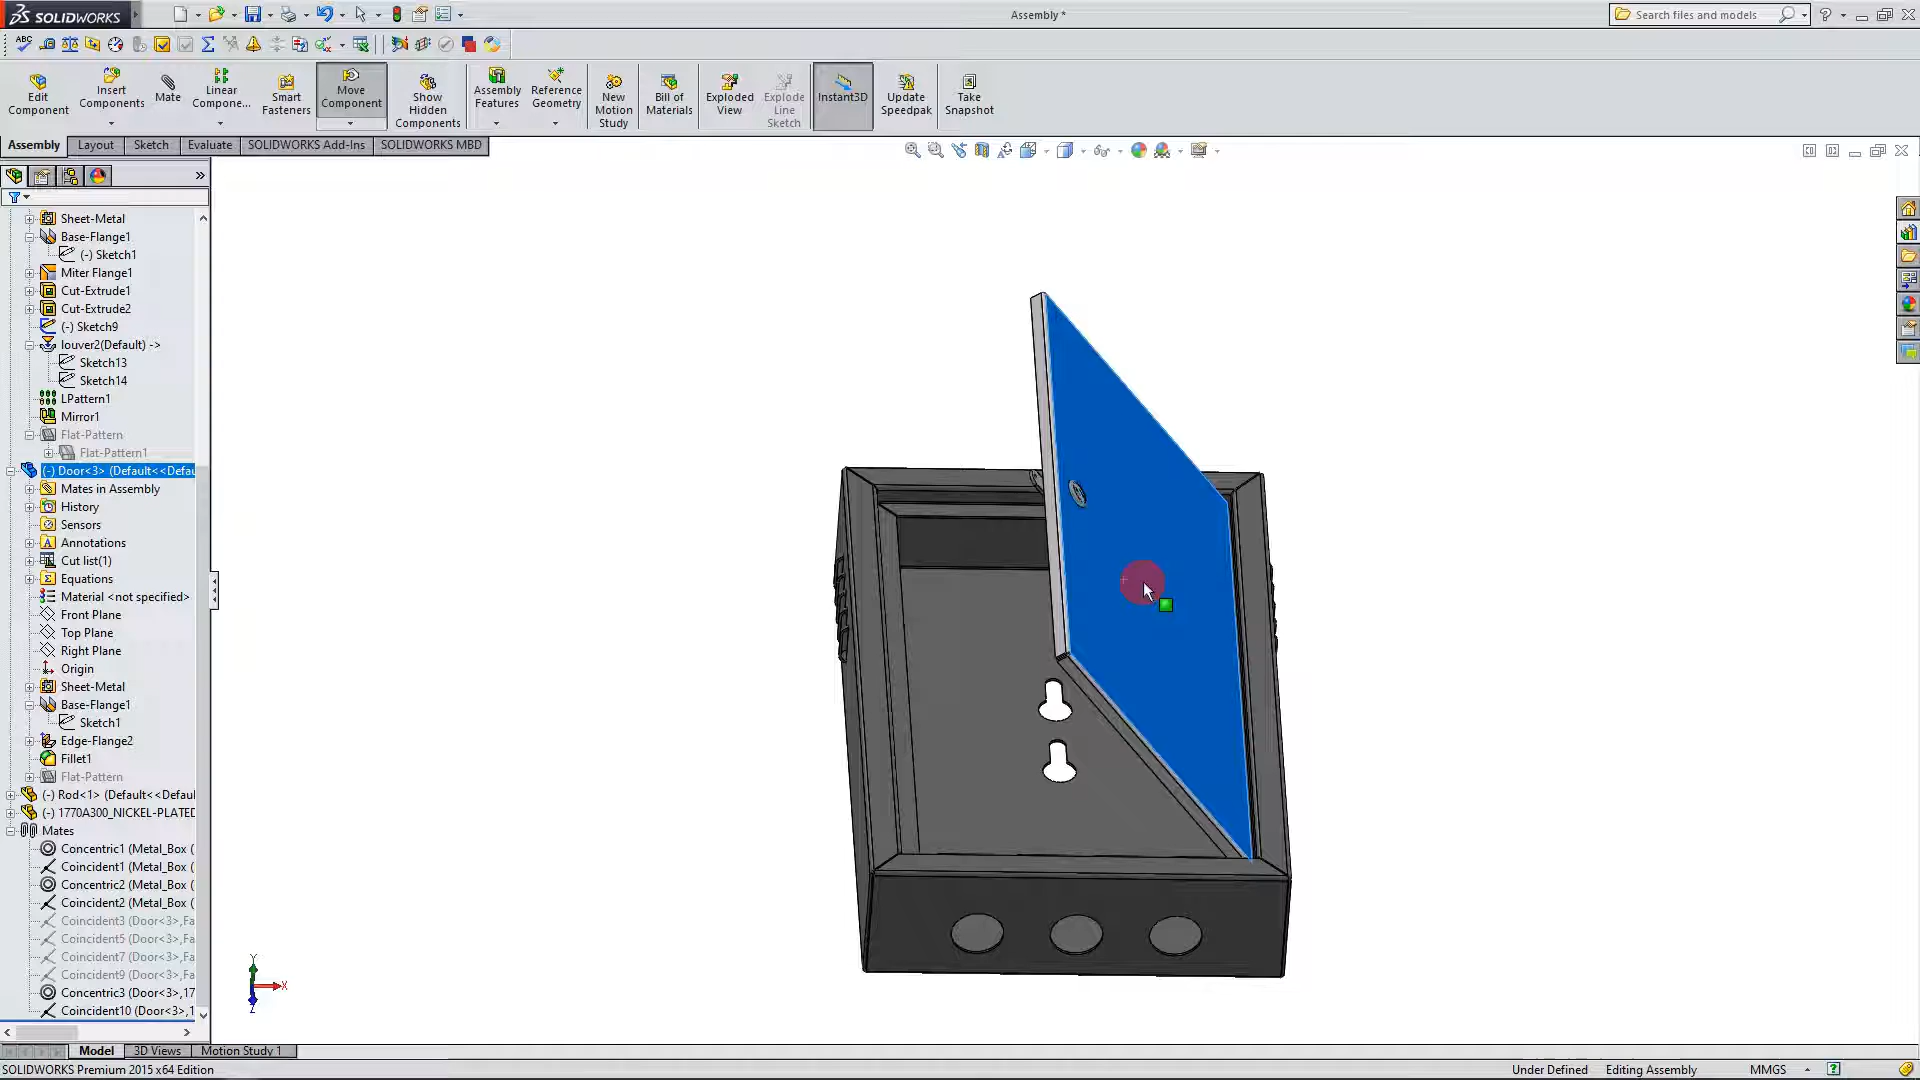 SOLIDWORKS
Assembly *
Search files and models
ABC
Edit Component
Insert Components
Mate
Linear Compone...
Smart Fasteners
Move Component
Show Hidden Components
Assembly Features
Reference Geometry
New Motion Study
Bill of Materials
Exploded View
Explode Line Sketch
Instant3D
Update Speedpak
Take Snapshot
Assembly
Layout
Sketch
Evaluate
SOLIDWORKS Add-Ins
SOLIDWORKS MBD
Sheet-Metal
Base-Flange1
(-) Sketch1
Miter Flange1
Cut-Extrude1
Cut-Extrude2
(-) Sketch9
louver2(Default) ->
Sketch13
Sketch14
LPattern1
Mirror1
Flat-Pattern
Flat-Pattern1
(-) Door<3> (Default<<Defau
Mates in Assembly
History
Sensors
Annotations
Cut list(1)
Equations
Material <not specified>
Front Plane
Top Plane
Right Plane
Origin
Sheet-Metal
Base-Flange1
Sketch1
Edge-Flange2
Fillet1
Flat-Pattern
(-) Rod<1> (Default<<Defaul
(-) 1770A300_NICKEL-PLATED
Mates
Concentric1 (Metal_Box (
Coincident1 (Metal_Box (
Concentric2 (Metal_Box (
Coincident2 (Metal_Box (
Coincident3 (Door<3>,Fa
Coincident5 (Door<3>,Fa
Coincident7 (Door<3>,Fa
Coincident9 (Door<3>,Fa
Concentric3 (Door<3>,17
Coincident10 (Door<3>,1
Y
X
Z
Model
3D Views
Motion Study 1
SOLIDWORKS Premium 2015 x64 Edition
Under Defined
Editing Assembly
MMGS